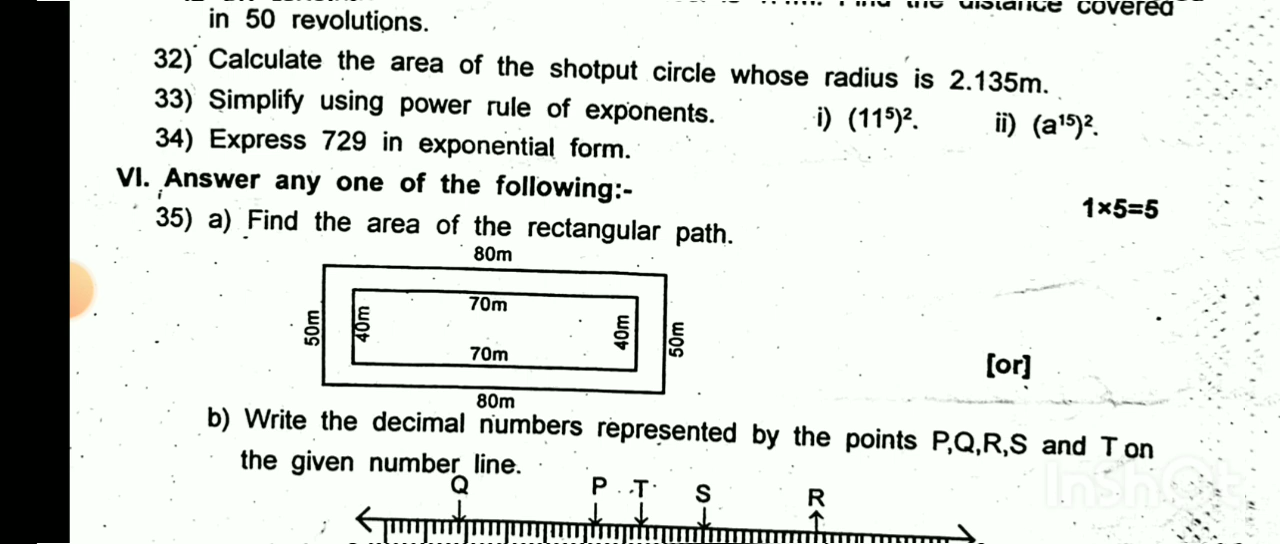 distance covered
in 50 revolutions.
32) Calculate the area of the shotput circle whose radius is 2.135m.
33) Simplify using power rule of exponents. i) (11⁵)². ii) (a¹⁵)².
34) Express 729 in exponential form.
VI. Answer any one of the following:- 1×5=5
35) a) Find the area of the rectangular path.
80m
50m 40m 70m 40m 50m
70m
80m
[or]
b) Write the decimal numbers represented by the points P,Q,R,S and T on
the given number line.
Q P T S R
InShOt